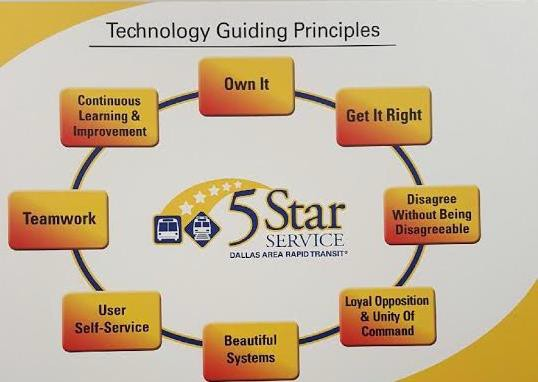 Technology Guiding Principles
Own It
Get It Right
Disagree
Without Being
Disagreeable
Loyal Opposition
& Unity Of
Command
Beautiful
Systems
User
Self-Service
Teamwork
Continuous
Learning &
Improvement
5 Star
SERVICE
DALLAS AREA RAPID TRANSIT®